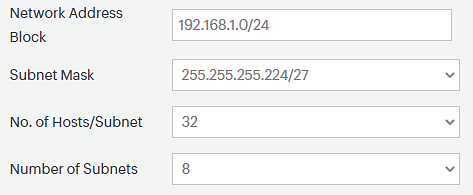 Network Address
Block
192.168.1.0/24
Subnet Mask
255.255.255.224/27
No. of Hosts/Subnet
32
Number of Subnets
8